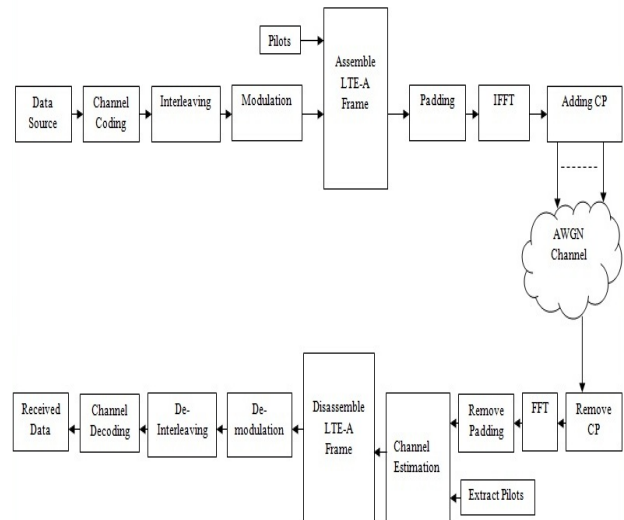 Pilots
Assemble
LTE-A
Frame
Data
Source
Channel
Coding
Interleaving
Modulation
Padding
IFFT
Adding CP
AWGN
Channel
Received
Data
Channel
Decoding
De-
Interleaving
De-
modulation
Disassemble
LTE-A
Frame
Channel
Estimation
Remove
Padding
FFT
Remove
CP
Extract Pilots